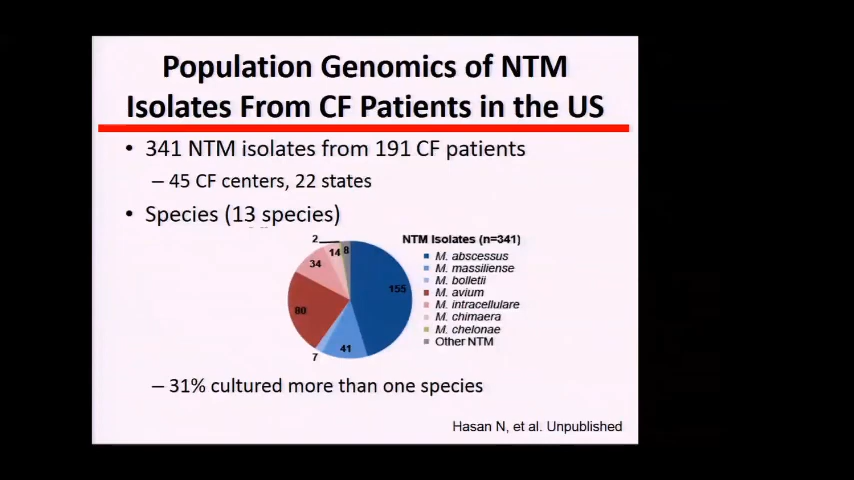 Population Genomics of NTM
Isolates From CF Patients in the US
• 341 NTM isolates from 191 CF patients
– 45 CF centers, 22 states
• Species (13 species)
NTM Isolates (n=341)
M. abscessus
M. massiliense
M. bolletii
M. avium
M. intracellulare
M. chimaera
M. chelonae
Other NTM
2
14
8
34
155
80
41
7
– 31% cultured more than one species
Hasan N, et al. Unpublished